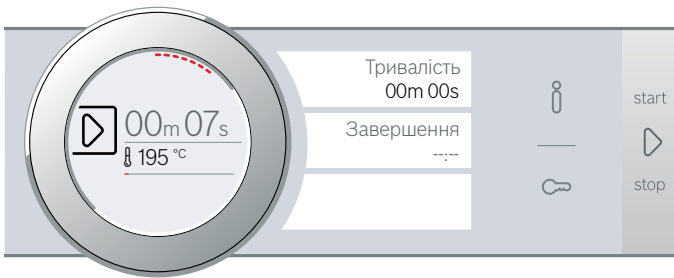 00m 07s
195 °C
Тривалість
00m 00s
Завершення
--:--
start
stop